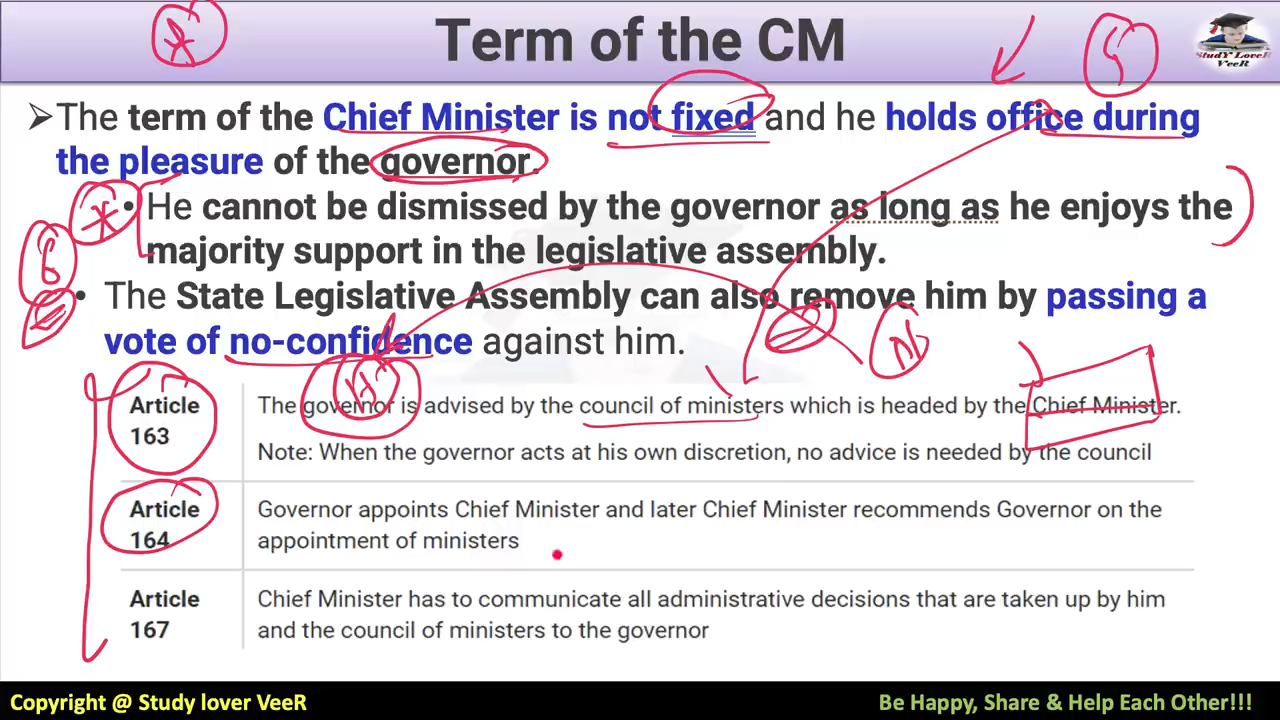 Term of the CM
StudY LoveR
VeeR
➢The term of the Chief Minister is not fixed and he holds office during
the pleasure of the governor.
• He cannot be dismissed by the governor as long as he enjoys the
majority support in the legislative assembly.
• The State Legislative Assembly can also remove him by passing a
vote of no-confidence against him.
Article
163
The governor is advised by the council of ministers which is headed by the Chief Minister.
Note: When the governor acts at his own discretion, no advice is needed by the council
Article
164
Governor appoints Chief Minister and later Chief Minister recommends Governor on the
appointment of ministers
Article
167
Chief Minister has to communicate all administrative decisions that are taken up by him
and the council of ministers to the governor
Copyright @ Study lover VeeR
Be Happy, Share & Help Each Other!!!